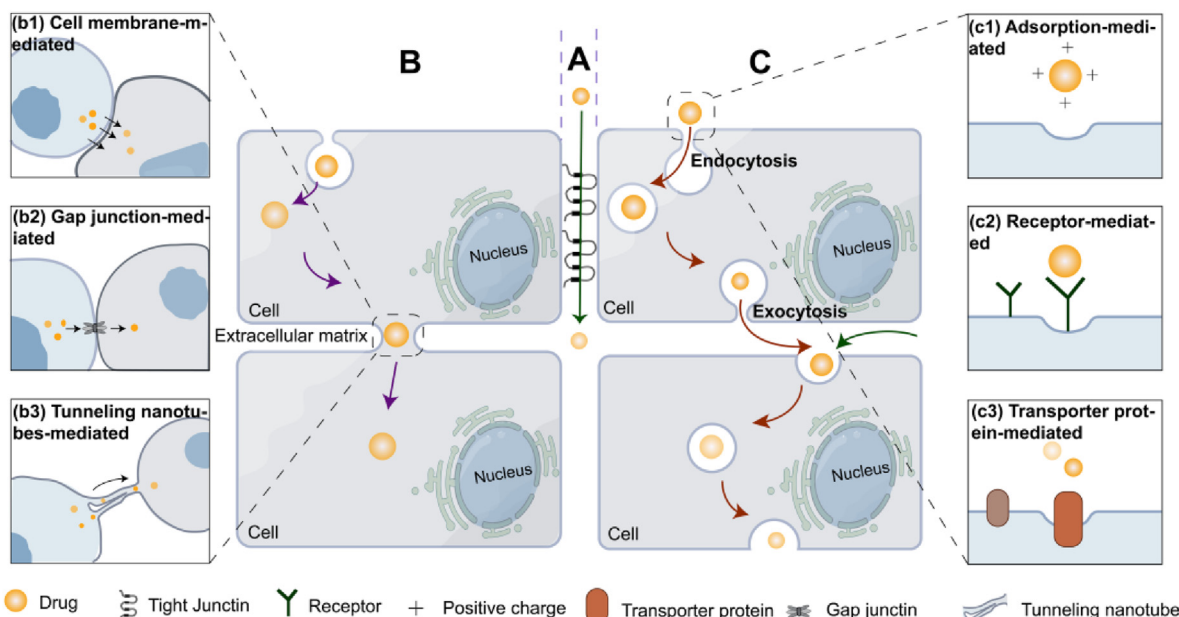 (b1) Cell membrane-m-
ediated
(b2) Gap junction-med-
iated
(b3) Tunneling nanotu-
bes-mediated
B
A
C
Nucleus
Cell
Extracellular matrix
Nucleus
Cell
Endocytosis
Nucleus
Cell
Exocytosis
Nucleus
Cell
(c1) Adsorption-medi-
ated
+
+ +
+
(c2) Receptor-mediat-
ed
(c3) Transporter prot-
ein-mediated
Drug
Tight Junctin
Receptor
+ Positive charge
Transporter protein
Gap junctin
Tunneling nanotube